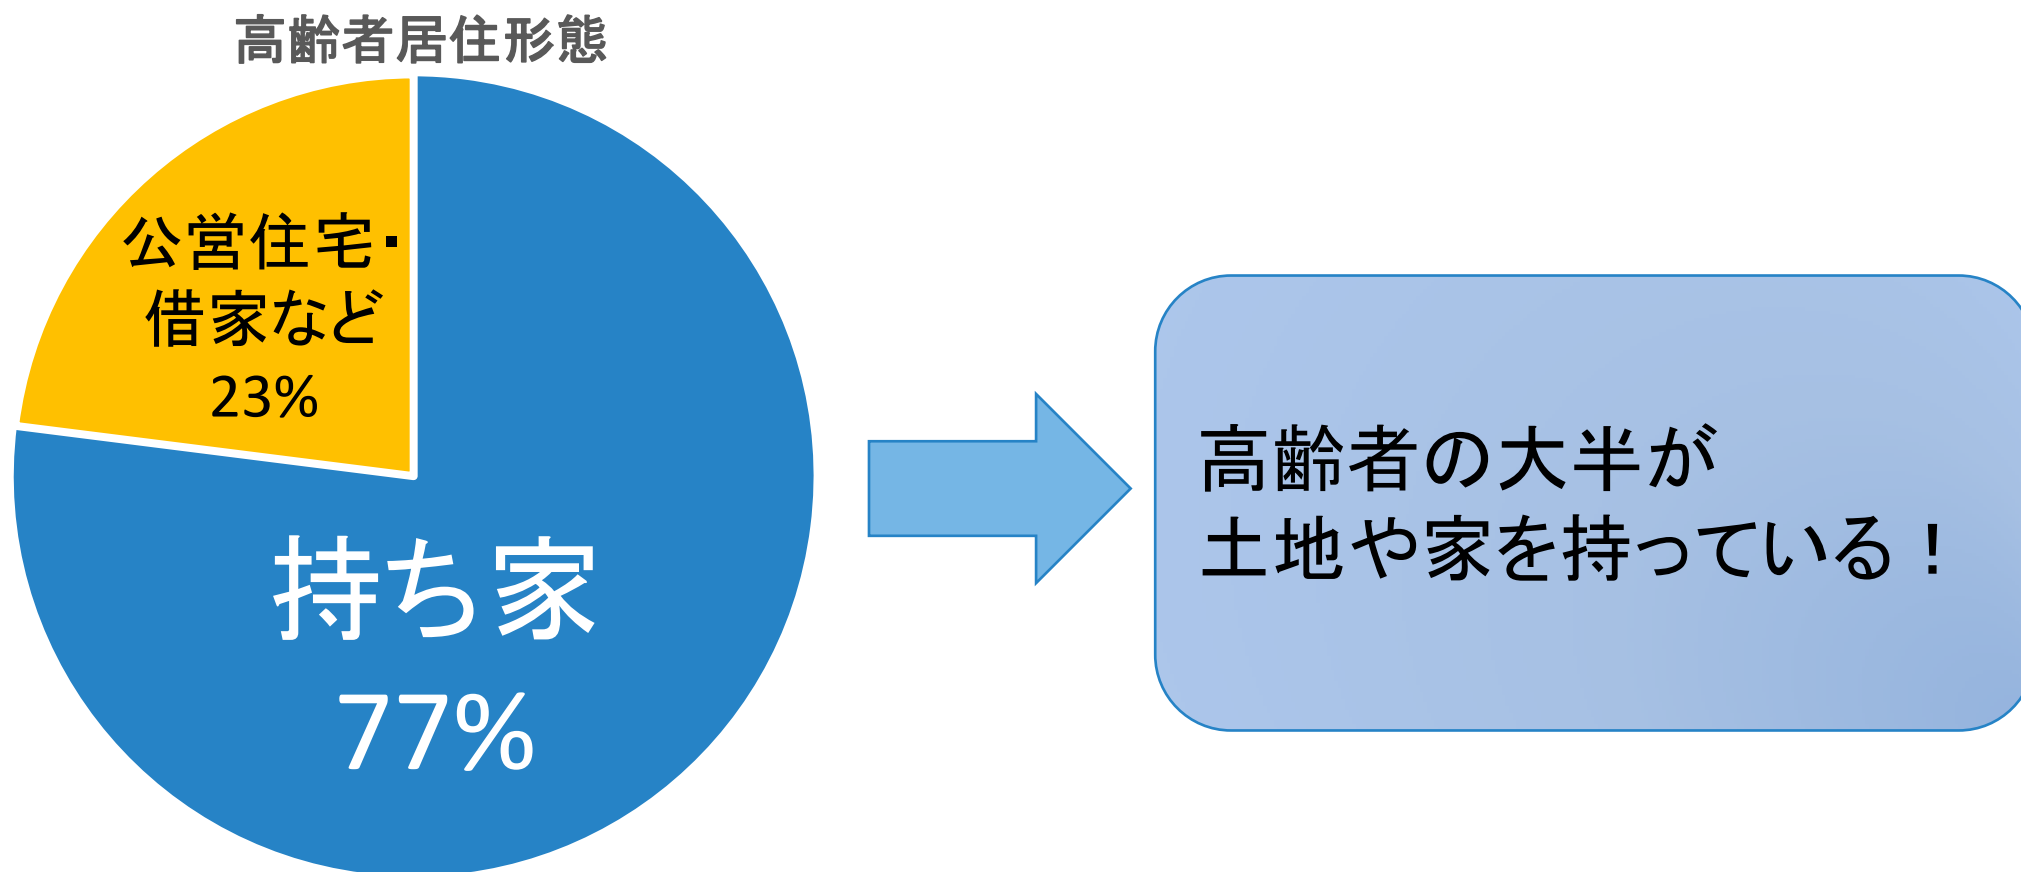 高齢者居住形態
公営住宅・
借家など
23%
持ち家
77%
高齢者の大半が
土地や家を持っている！